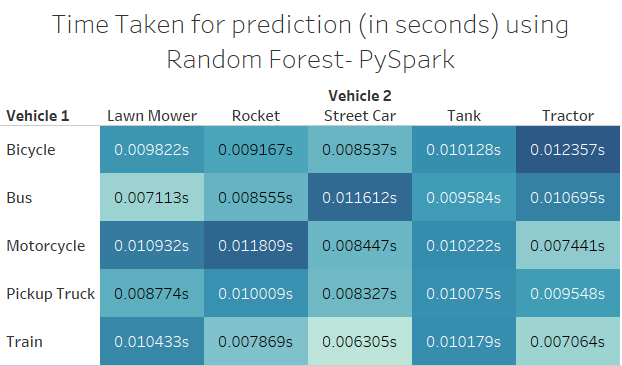 Time Taken for prediction (in seconds) using
Random Forest- PySpark
Vehicle 2
Vehicle 1 Lawn Mower Rocket Street Car Tank Tractor
Bicycle 0.009822s 0.009167s 0.008537s 0.010128s 0.012357s
Bus 0.007113s 0.008555s 0.011612s 0.009584s 0.010695s
Motorcycle 0.010932s 0.011809s 0.008447s 0.010222s 0.007441s
Pickup Truck 0.008774s 0.010009s 0.008327s 0.010075s 0.009548s
Train 0.010433s 0.007869s 0.006305s 0.010179s 0.007064s